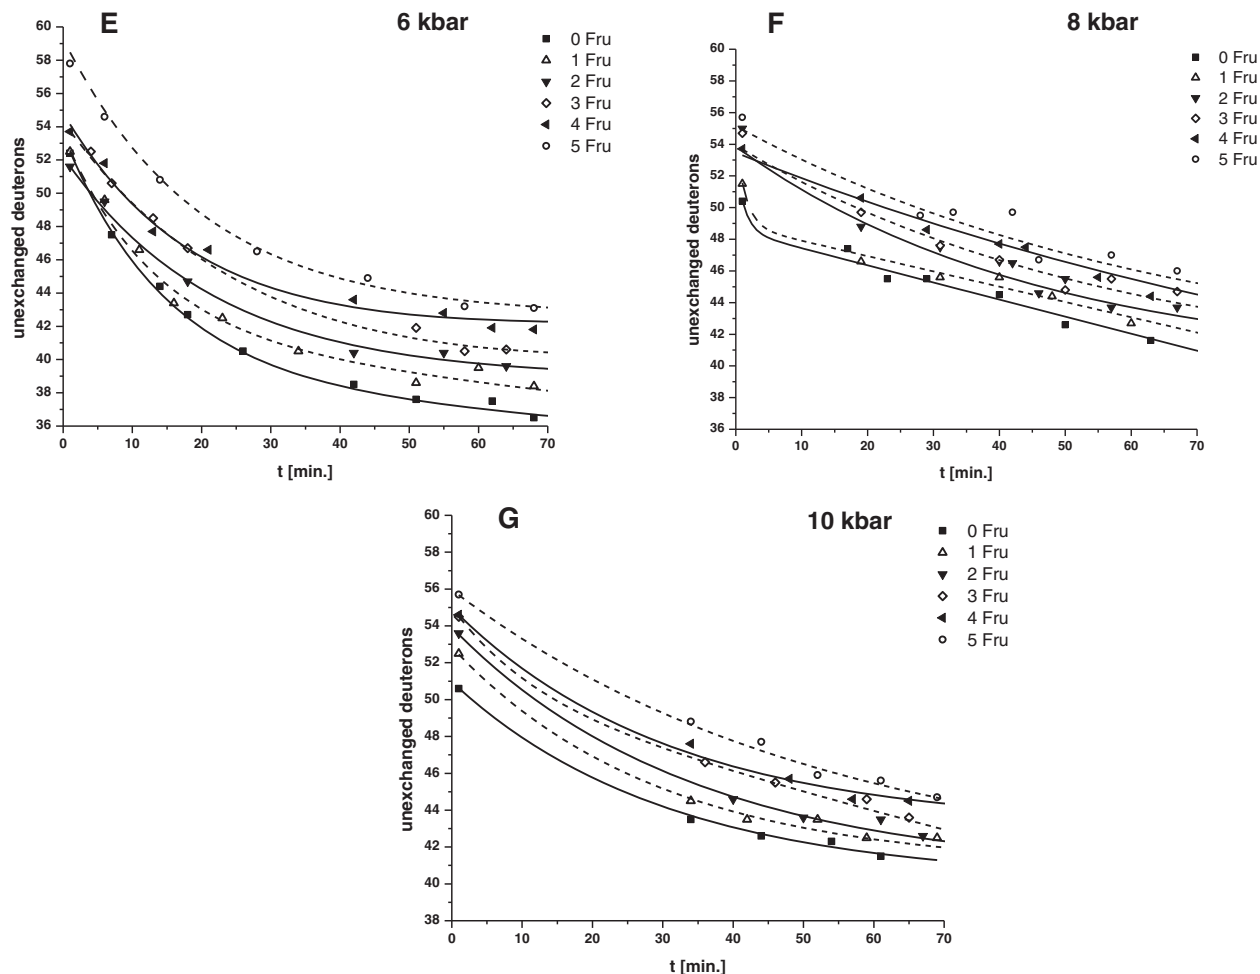 E
6 kbar
0 Fru
1 Fru
2 Fru
3 Fru
4 Fru
5 Fru
unexchanged deuterons
60
58
56
54
52
50
48
46
44
42
40
38
36
0 10 20 30 40 50 60 70
t [min.]
F
8 kbar
0 Fru
1 Fru
2 Fru
3 Fru
4 Fru
5 Fru
unexchanged deuterons
60
58
56
54
52
50
48
46
44
42
40
38
36
0 10 20 30 40 50 60 70
t [min.]
G
10 kbar
0 Fru
1 Fru
2 Fru
3 Fru
4 Fru
5 Fru
unexchanged deuterons
60
58
56
54
52
50
48
46
44
42
40
38
0 10 20 30 40 50 60 70
t [min.]